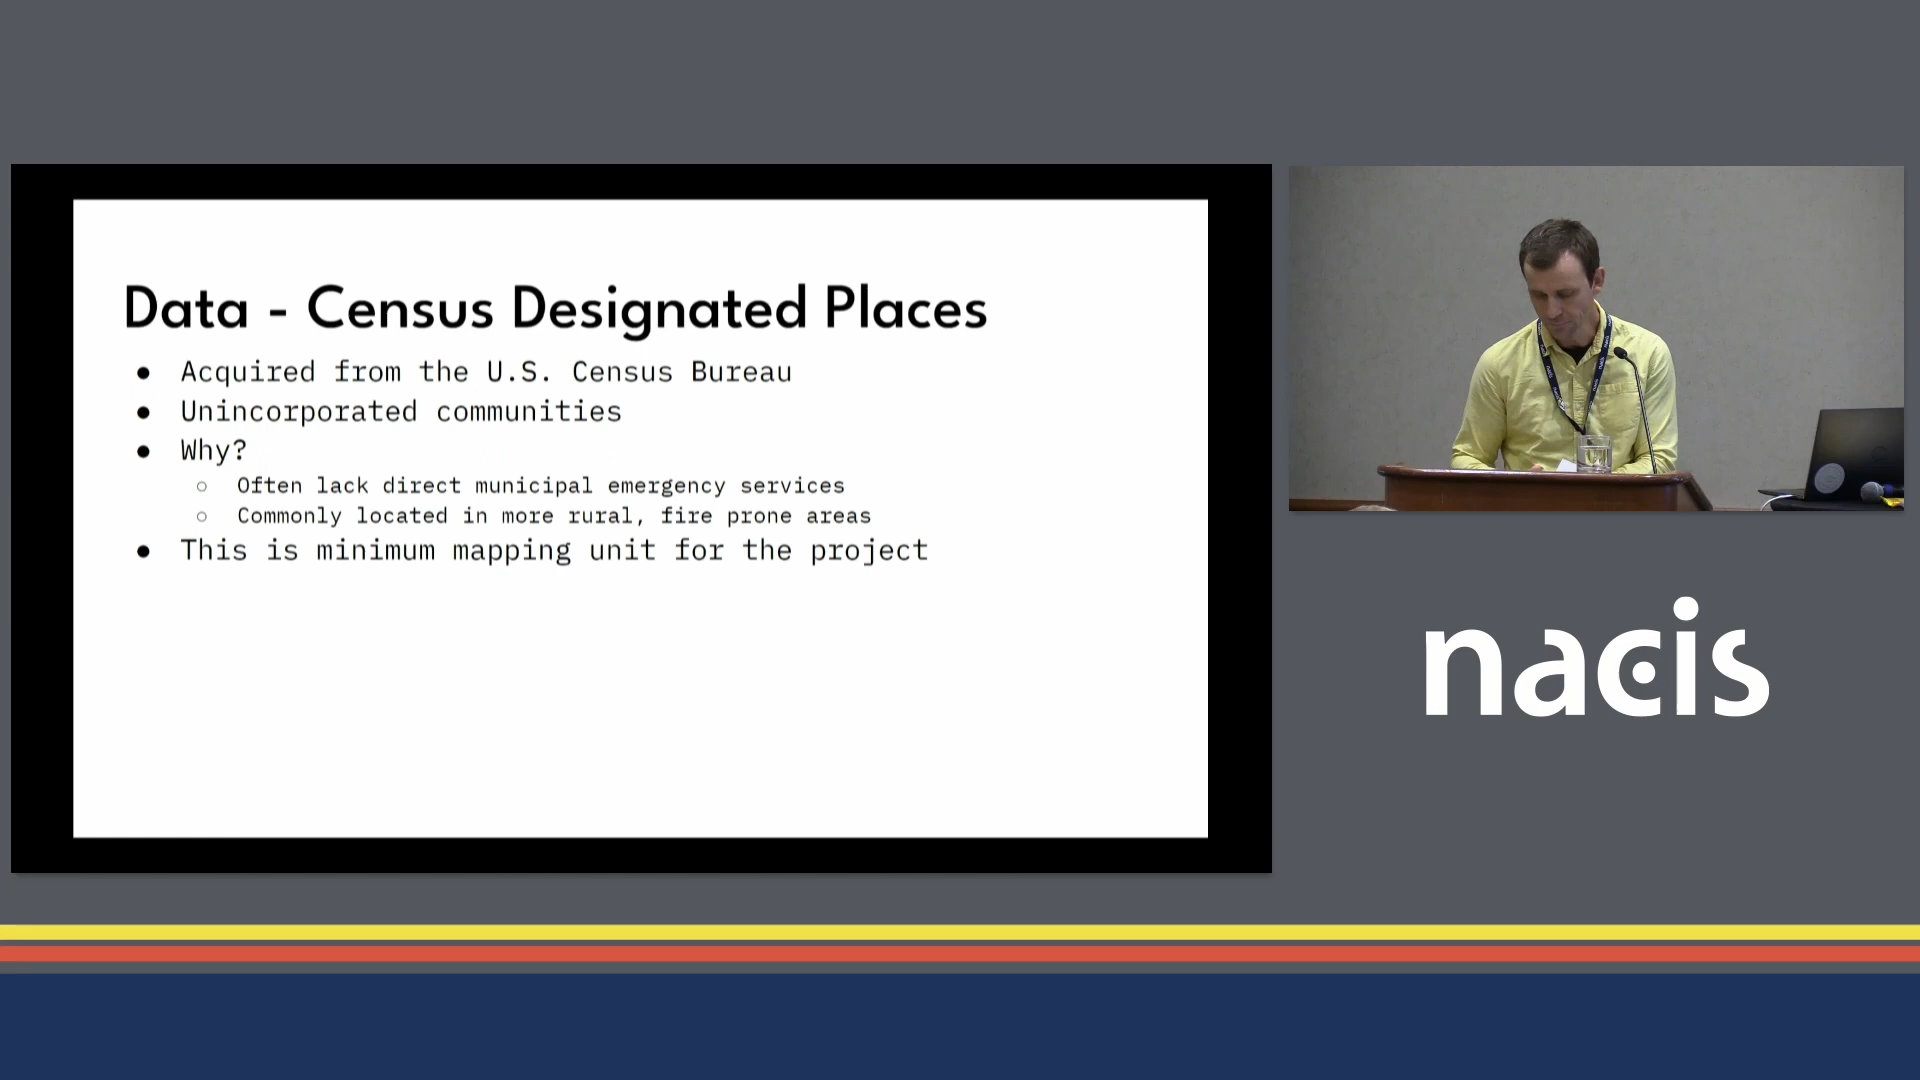 Data - Census Designated Places
● Acquired from the U.S. Census Bureau
● Unincorporated communities
● Why?
○ Often lack direct municipal emergency services
○ Commonly located in more rural, fire prone areas
● This is minimum mapping unit for the project
nacis